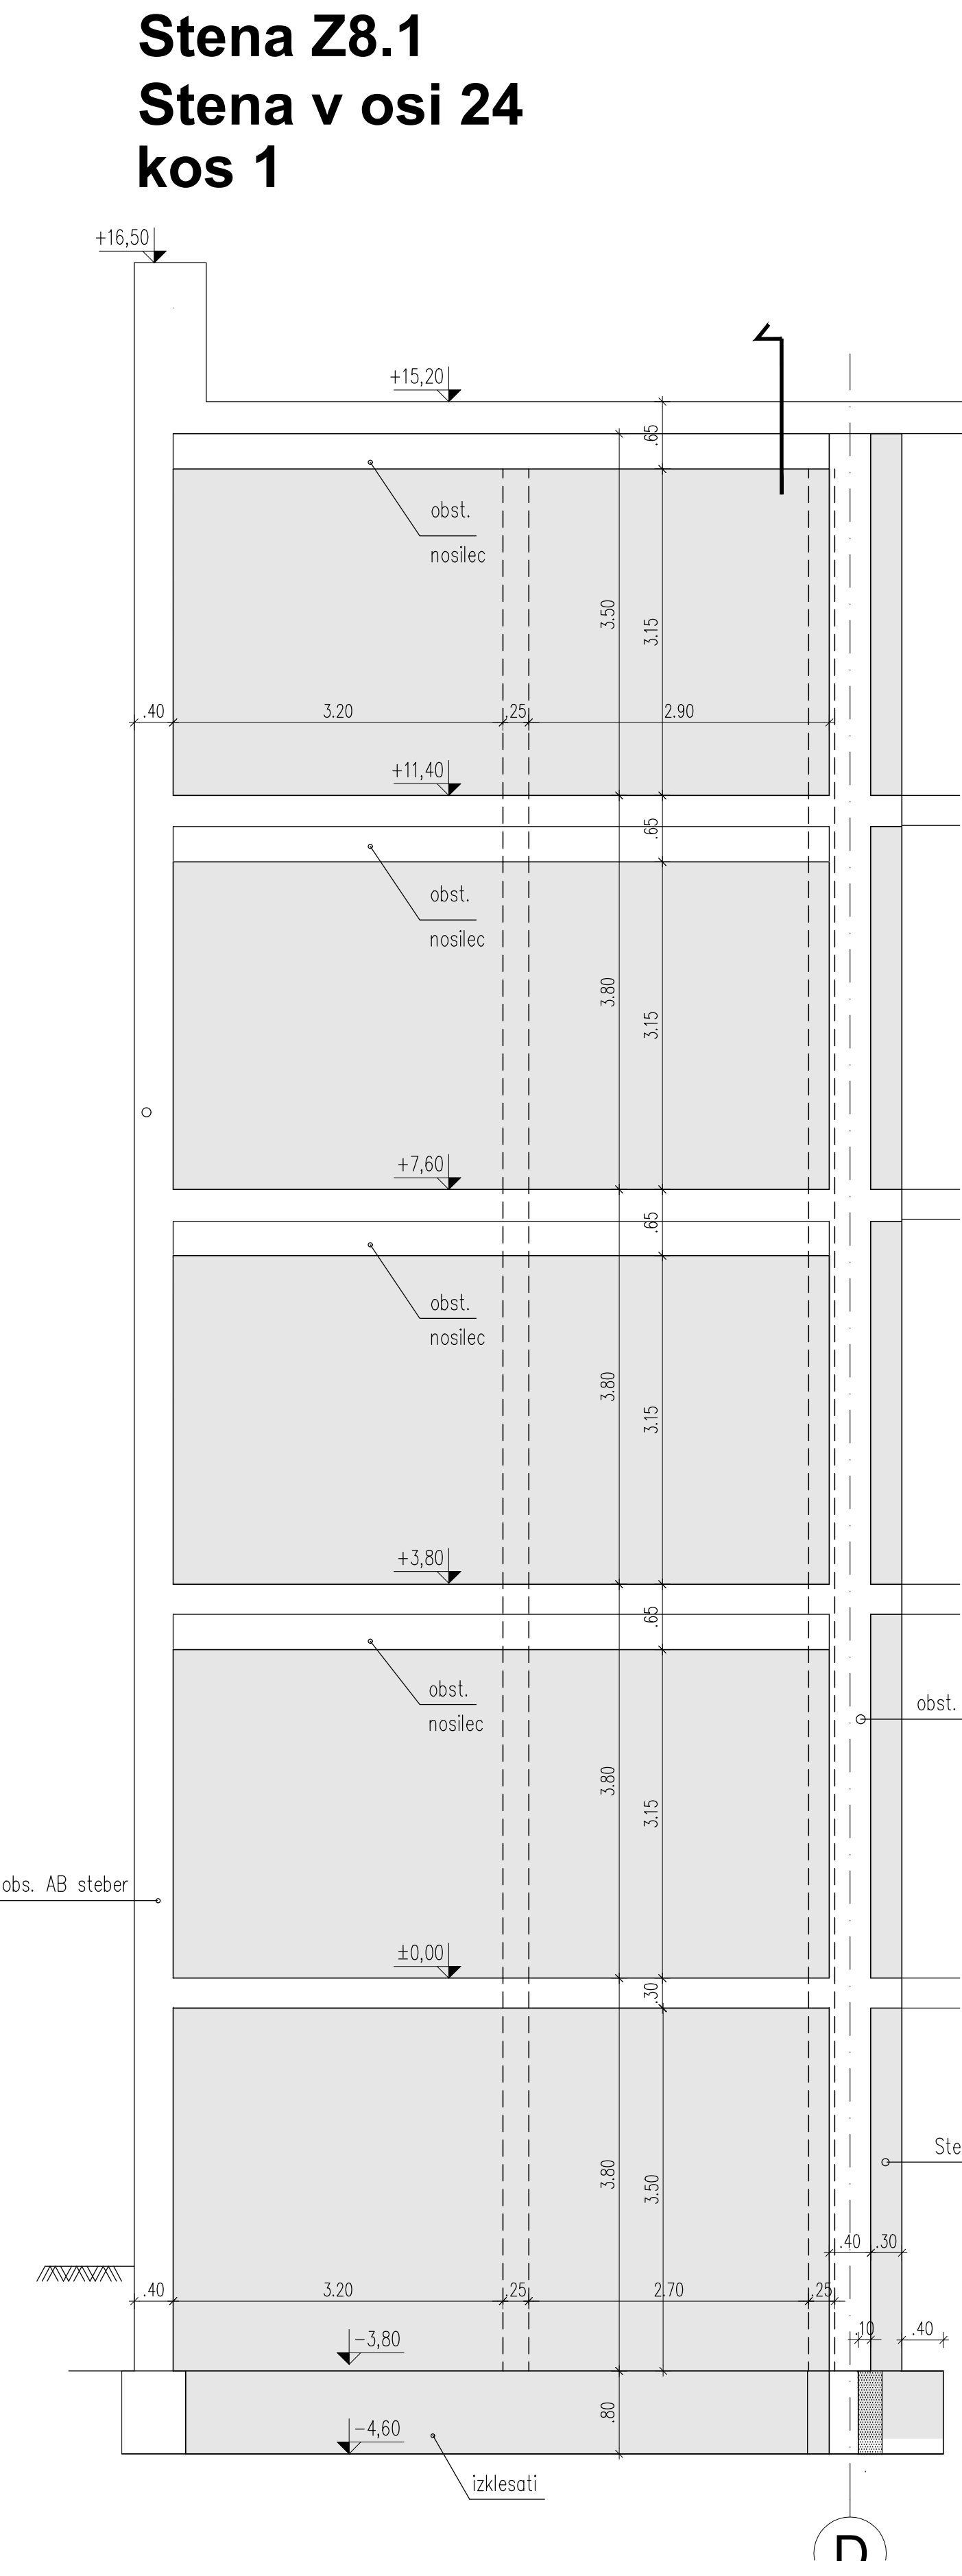 Stena Z8.1
Stena v osi 24
kos 1
+16,50
+15,20
.65
obst.
nosilec
3.50
3.15
.40
3.20
.25
2.90
+11,40
.65
obst.
nosilec
3.80
3.15
+7,60
.65
obst.
nosilec
3.80
3.15
+3,80
.65
obst.
nosilec
obst.
3.80
3.15
obs. AB steber
±0,00
.30
3.80
3.50
Ste
.40
.30
.40
3.20
.25
2.70
.25
.10
.40
-3,80
.80
-4,60
izklesati
D